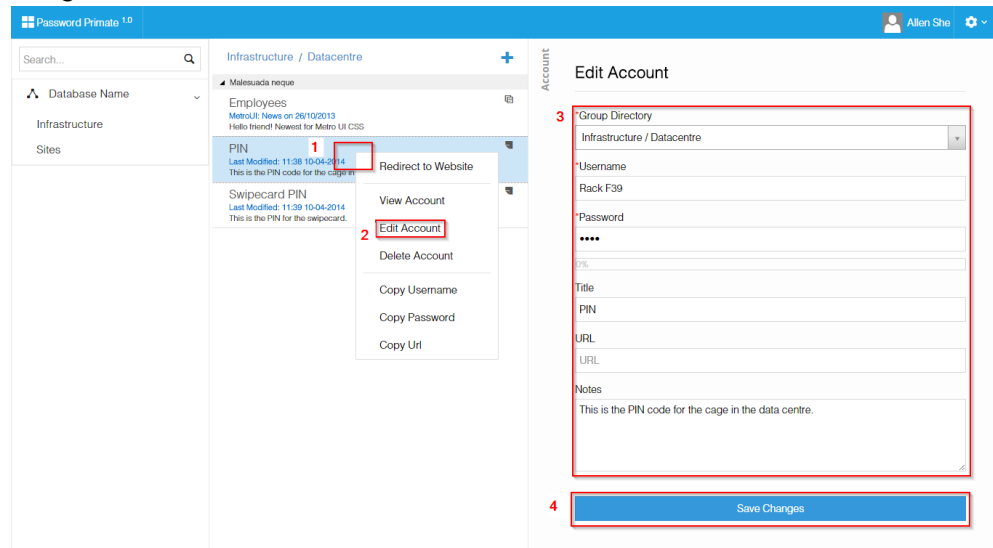 Password Primate 1.0
Allen She
Search...
Database Name
Infrastructure
Sites
Infrastructure / Datacentre
Malesuada neque
Employees
MetroUI: News on 26/10/2013
Hello friend! Newest for Metro UI CSS
1
PIN
Last Modified: 11:38 10-04-2014
This is the PIN code for the cage in
Swipecard PIN
Last Modified: 11:39 10-04-2014
This is the PIN for the swipecard.
Redirect to Website
View Account
2
Edit Account
Delete Account
Copy Username
Copy Password
Copy Url
Account
Edit Account
3
*Group Directory
Infrastructure / Datacentre
*Username
Rack F39
*Password
••••
0%
Title
PIN
URL
URL
Notes
This is the PIN code for the cage in the data centre.
4
Save Changes